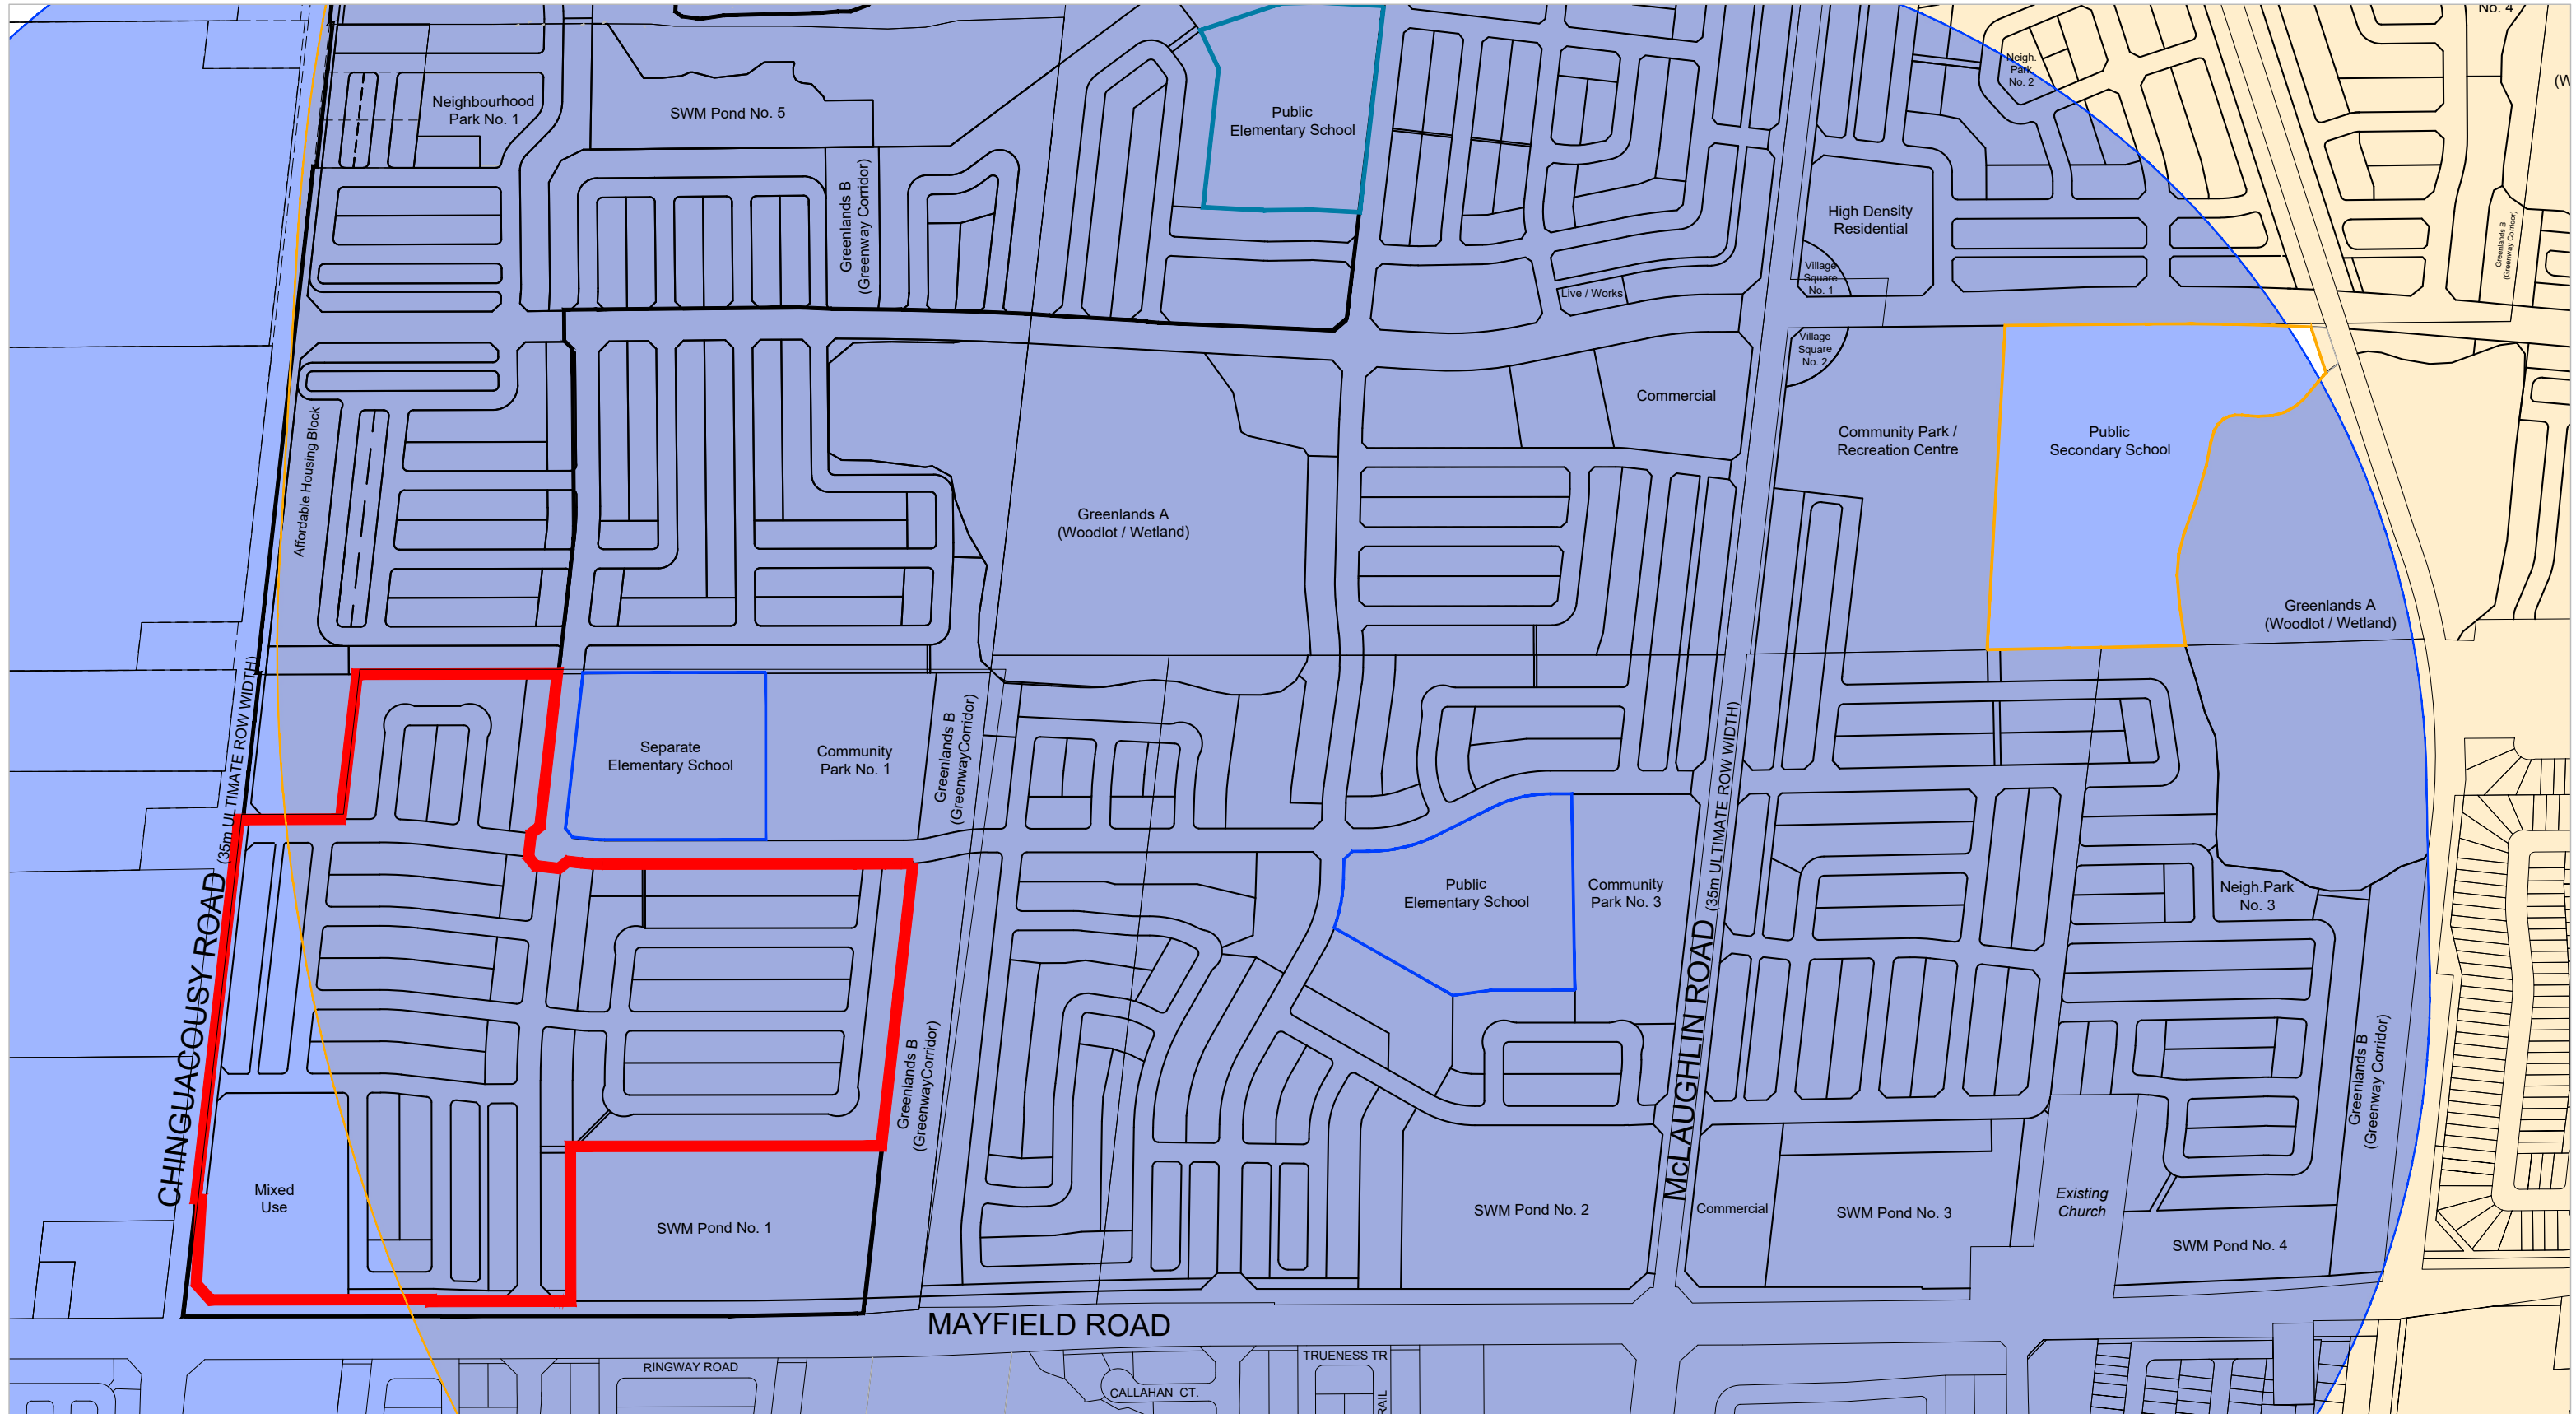 No. 4
Neigh.
Park
No. 2
(W
Neighbourhood
Park No. 1
SWM Pond No. 5
Public
Elementary School
Greenlands B
(Greenway Corridor)
High Density
Residential
Greenlands B
(Greenway Corridor)
Village
Square
No. 1
Live / Works
Village
Square
No. 2
Commercial
Community Park /
Recreation Centre
Public
Secondary School
Affordable Housing Block
Greenlands A
(Woodlot / Wetland)
Greenlands A
(Woodlot / Wetland)
Separate
Elementary School
Community
Park No. 1
Greenlands B
(GreenwayCorridor)
CHINGUACOUSY ROAD (35m ULTIMATE ROW WIDTH)
Public
Elementary School
Community
Park No. 3
McLAUGHLIN ROAD (35m ULTIMATE ROW WIDTH)
Neigh.Park
No. 3
Greenlands B
(GreenwayCorridor)
Greenlands B
(Greenway Corridor)
Mixed
Use
SWM Pond No. 1
SWM Pond No. 2
Commercial
SWM Pond No. 3
Existing
Church
SWM Pond No. 4
MAYFIELD ROAD
RINGWAY ROAD
TRUENESS TR
CALLAHAN CT.
RAIL